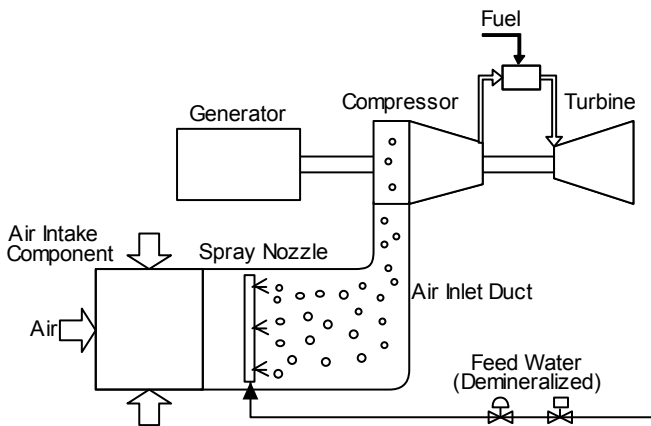 Fuel
Compressor
Turbine
Generator
Air Intake
Component
Spray Nozzle
Air
Air Inlet Duct
Feed Water
(Demineralized)